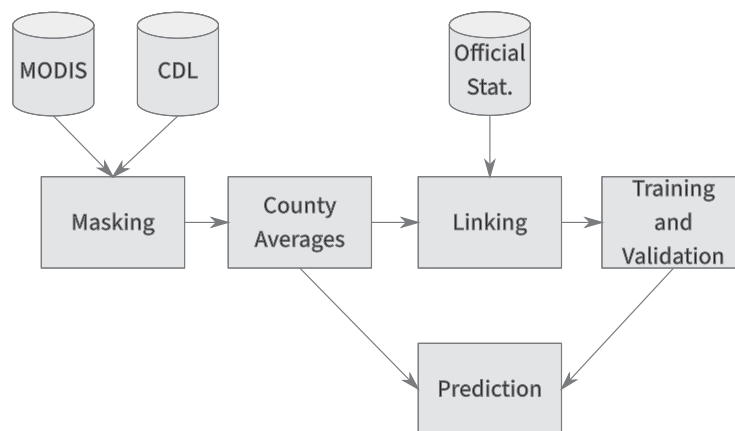 MODIS
CDL
Official
Stat.
Masking
County
Averages
Linking
Training
and
Validation
Prediction